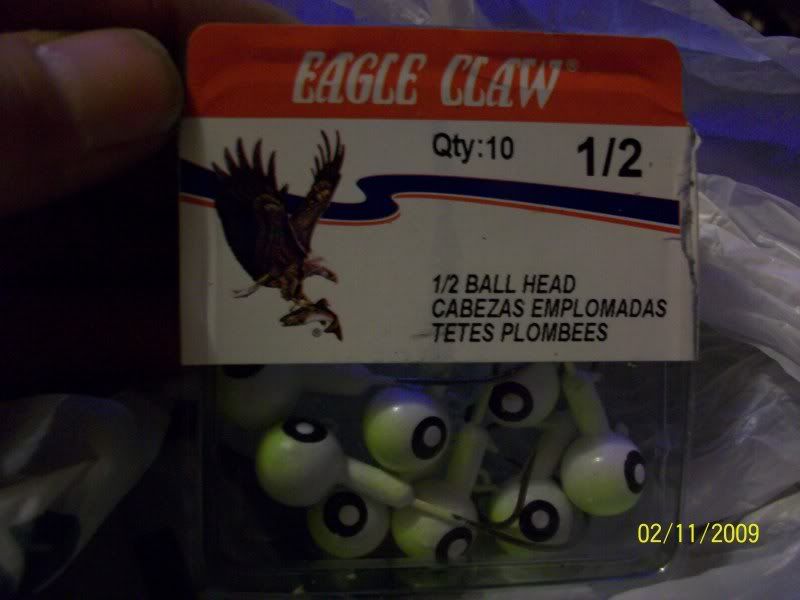 EAGLE CLAW®
Qty:10 1/2
1/2 BALL HEAD
CABEZAS EMPLOMADAS
TETES PLOMBEES
®
02/11/2009